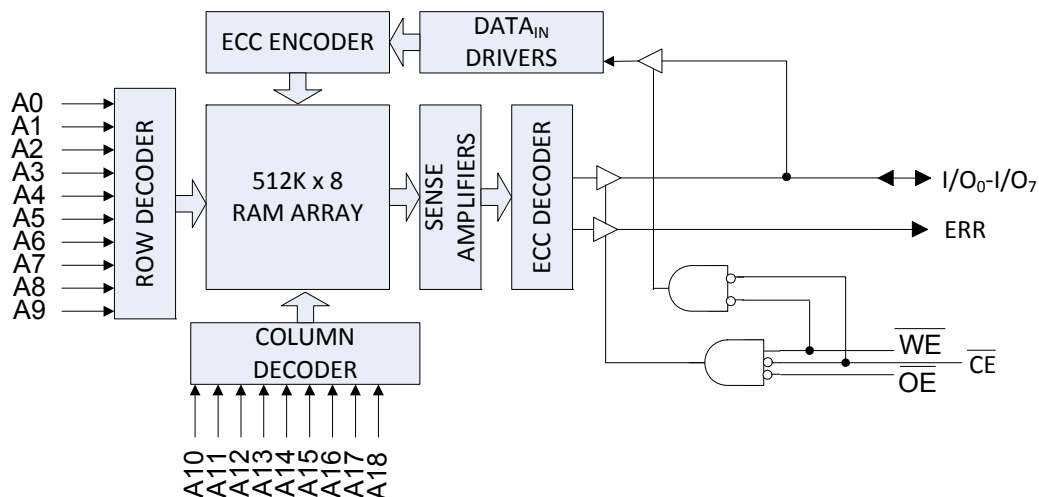 ECC ENCODER
DATAIN
DRIVERS
A0
A1
A2
A3
A4
A5
A6
A7
A8
A9
ROW DECODER
512K x 8
RAM ARRAY
SENSE
AMPLIFIERS
ECC DECODER
I/O0-I/O7
ERR
COLUMN
DECODER
WE
CE
OE
A10
A11
A12
A13
A14
A15
A16
A17
A18